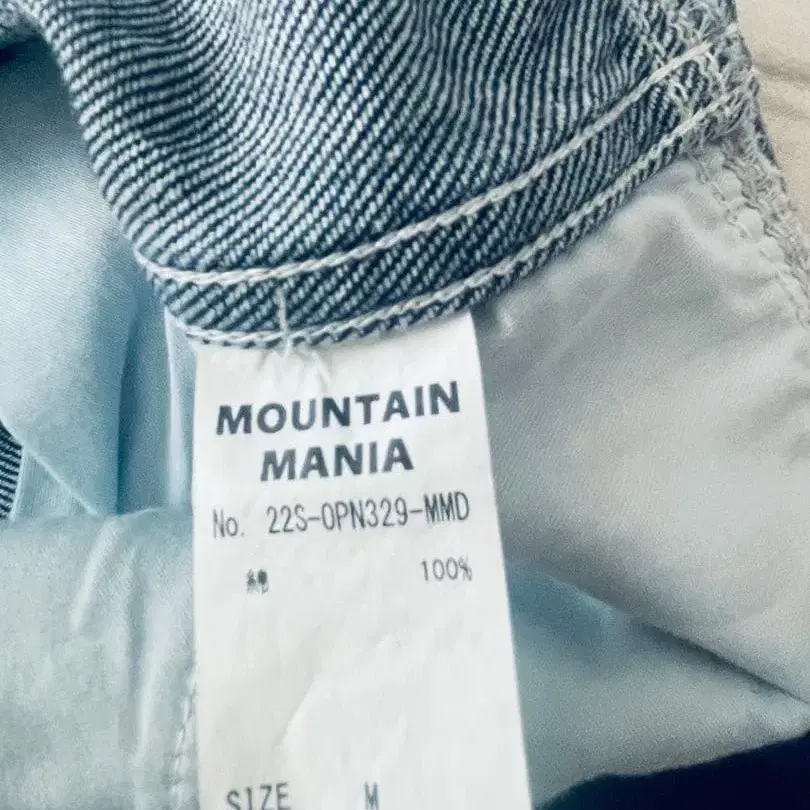 MOUNTAIN
MANIA
No. 22S-OPN329-MMD
綿 100%
SIZE M